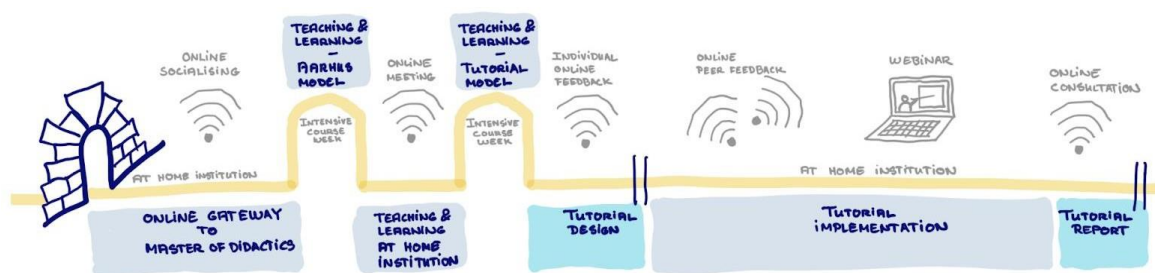 ONLINE
SOCIALISING
TEACHING &
LEARNING
–
AARHUS
MODEL
ONLINE
MEETING
TEACHING &
LEARNING
–
TUTORIAL
MODEL
INDIVIDUAL
ONLINE
FEEDBACK
ONLINE
PEER FEEDBACK
WEBINAR
ONLINE
CONSULTATION
INTENSIVE
COURSE
WEEK
INTENSIVE
COURSE
WEEK
AT HOME INSTITUTION
AT HOME INSTITUTION
ONLINE GATEWAY
TO
MASTER OF DIDACTICS
TEACHING &
LEARNING
AT HOME
INSTITUTION
TUTORIAL
DESIGN
TUTORIAL
IMPLEMENTATION
TUTORIAL
REPORT